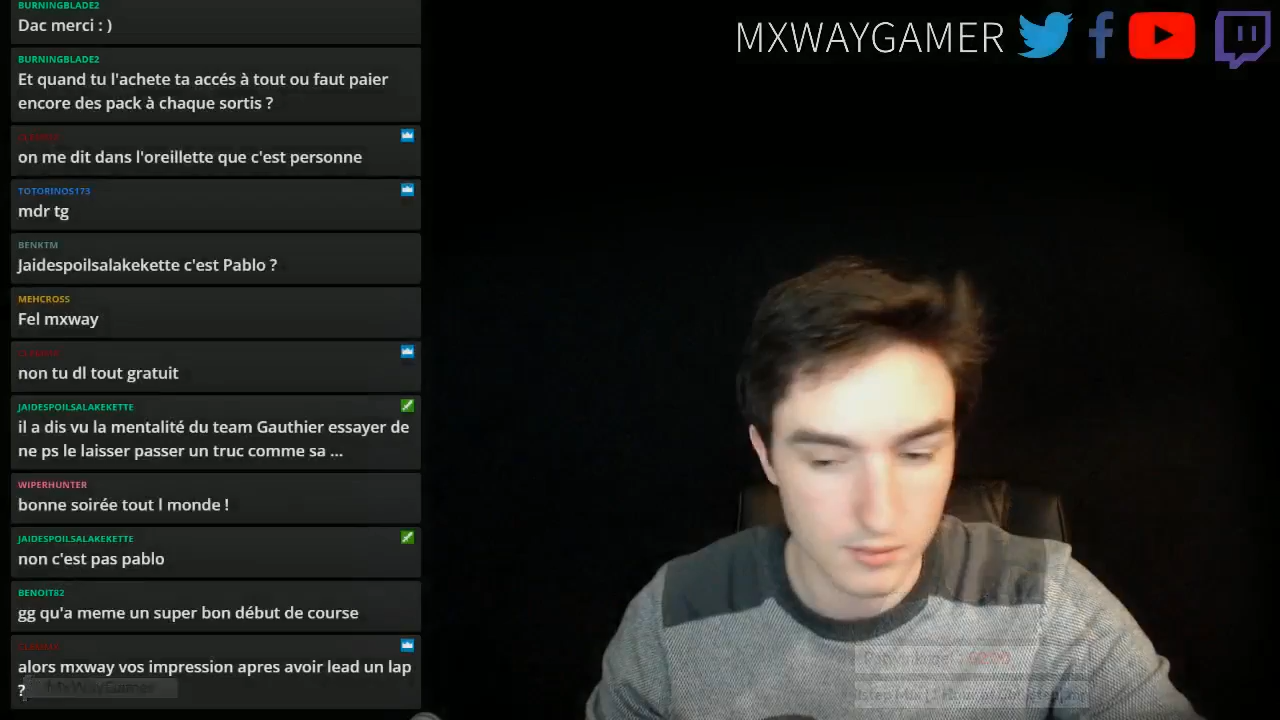 BURNINGBLADE2
Dac merci : )
BURNINGBLADE2
Et quand tu l'achete ta accés à tout ou faut paier
encore des pack à chaque sortis ?
on me dit dans l'oreillette que c'est personne
TOTORINOS173
mdr tg
BENKTM
Jaidespoilsalakekette c'est Pablo ?
MEHCROSS
Fel mxway
non tu dl tout gratuit
JAIDESPOILSALAKEKETTE
il a dis vu la mentalité du team Gauthier essayer de
ne ps le laisser passer un truc comme sa ...
WIPERHUNTER
bonne soirée tout l monde !
JAIDESPOILSALAKEKETTE
non c'est pas pablo
BENOIT82
gg qu'a meme un super bon début de course
alors mxway vos impression apres avoir lead un lap
?
MxWayGamer
MXWAYGAMER